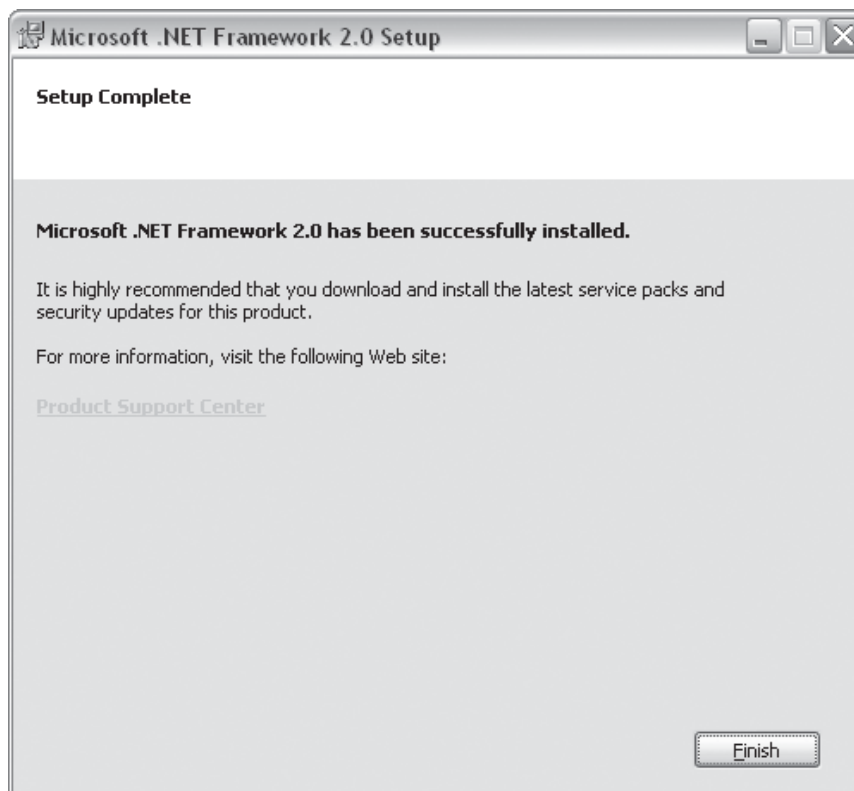 Microsoft .NET Framework 2.0 Setup
Setup Complete
Microsoft .NET Framework 2.0 has been successfully installed.
It is highly recommended that you download and install the latest service packs and
security updates for this product.
For more information, visit the following Web site:
Product Support Center
Finish